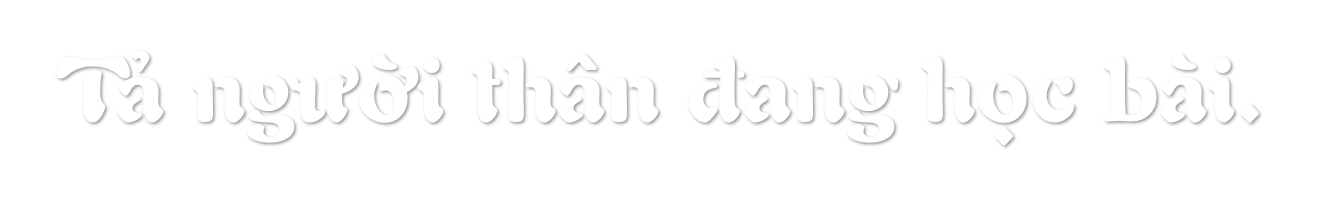 Tả người thân đang học bài.